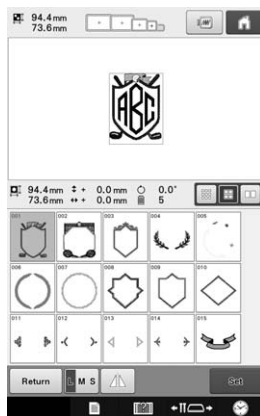 94.4mm
73.6mm
ABC
94.4mm + 0.0mm 0.0°
73.6mm + 0.0mm 5
001 002 003 004 005
006 007 008 009 010
011 012 013 014 015
Return L M S Set